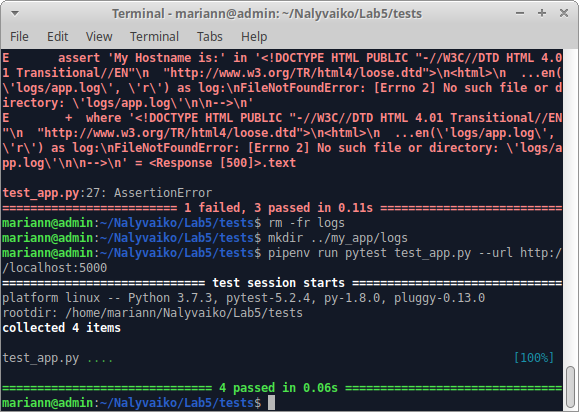 Terminal - mariann@admin: ~/Nalyvaiko/Lab5/tests
File Edit View Terminal Tabs Help
E      assert 'My Hostname is:' in '<!DOCTYPE HTML PUBLIC "-//W3C//DTD HTML 4.0
1 Transitional//EN"\n  "http://www.w3.org/TR/html4/loose.dtd">\n<html>\n  ...en(
\'logs/app.log\', \'r\') as log:\nFileNotFoundError: [Errno 2] No such file or d
irectory: \'logs/app.log\'\n\n-->\n'
E       +  where '<!DOCTYPE HTML PUBLIC "-//W3C//DTD HTML 4.01 Transitional//EN
"\n  "http://www.w3.org/TR/html4/loose.dtd">\n<html>\n  ...en(\'logs/app.log\',
\'r\') as log:\nFileNotFoundError: [Errno 2] No such file or directory: \'logs/a
pp.log\'\n\n-->\n' = <Response [500]>.text
test_app.py:27: AssertionError
========================= 1 failed, 3 passed in 0.11s ==========================
mariann@admin:~/Nalyvaiko/Lab5/tests$ rm -fr logs
mariann@admin:~/Nalyvaiko/Lab5/tests$ mkdir ../my_app/logs
mariann@admin:~/Nalyvaiko/Lab5/tests$ pipenv run pytest test_app.py --url http:/
/localhost:5000
============================= test session starts ==============================
platform linux -- Python 3.7.3, pytest-5.2.4, py-1.8.0, pluggy-0.13.0
rootdir: /home/mariann/Nalyvaiko/Lab5/tests
collected 4 items
test_app.py .... [100%]
============================== 4 passed in 0.06s ===============================
mariann@admin:~/Nalyvaiko/Lab5/tests$